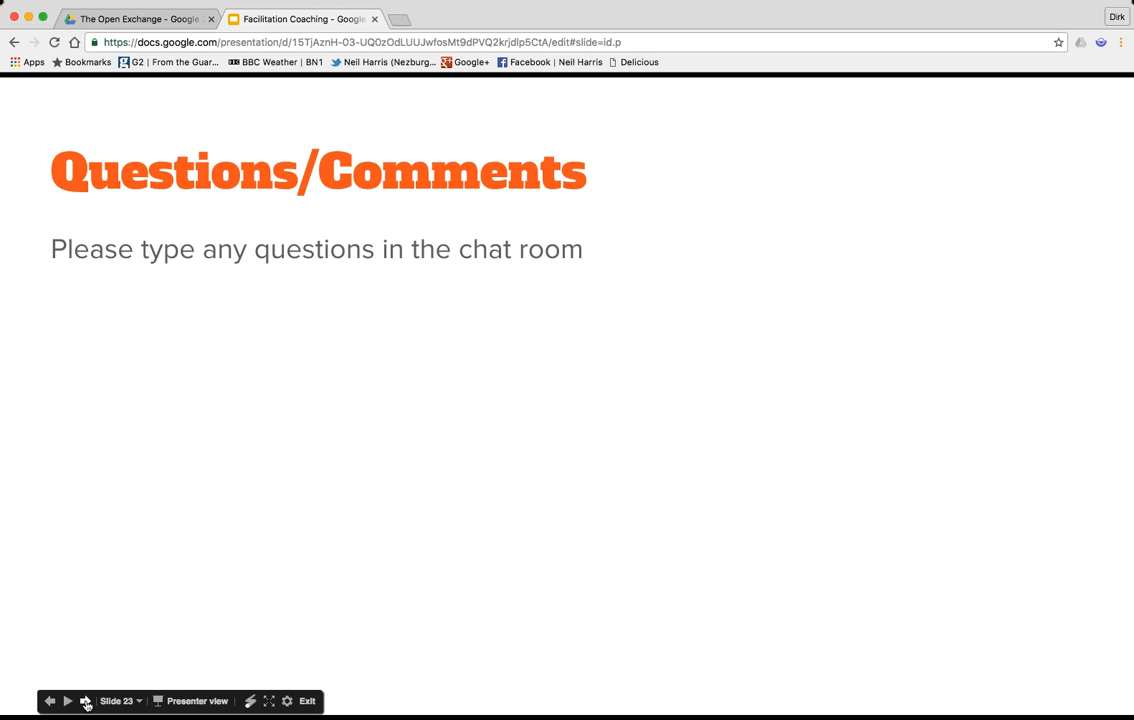 Dirk
The Open Exchange - Google
Facilitation Coaching - Google
https://docs.google.com/presentation/d/15TjAznH-03-UQ0zOdLUUJwfosMt9dPVQ2krjdlp5CtA/edit#slide=id.p
Apps Bookmarks G2 | From the Guar... BBC Weather | BN1 Neil Harris (Nezburg... Google+ Facebook | Neil Harris Delicious
Questions/Comments
Please type any questions in the chat room
Slide 23 Presenter view Exit